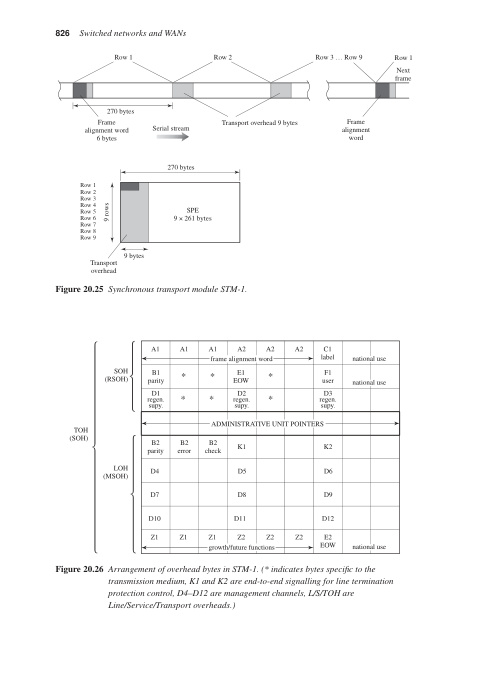 826 Switched networks and WANs
Row 1 Row 2 Row 3 … Row 9 Row 1
Next
frame
270 bytes
Frame
alignment word
6 bytes
Serial stream
Transport overhead 9 bytes
Frame
alignment
word
270 bytes
Row 1
Row 2
Row 3
Row 4
Row 5
Row 6
Row 7
Row 8
Row 9
9 rows
SPE
9 × 261 bytes
9 bytes
Transport
overhead
Figure 20.25 Synchronous transport module STM-1.
A1 A1 A1 A2 A2 A2 C1
label
frame alignment word
national use
SOH
(RSOH)
B1
parity
* *
E1
EOW
*
F1
user
national use
D1
regen.
supy.
* *
D2
regen.
supy.
*
D3
regen.
supy.
TOH
(SOH)
ADMINISTRATIVE UNIT POINTERS
B2
parity
B2
error
B2
check
K1 K2
LOH
(MSOH)
D4 D5 D6
D7 D8 D9
D10 D11 D12
Z1 Z1 Z1 Z2 Z2 Z2 E2
EOW
growth/future functions
national use
Figure 20.26 Arrangement of overhead bytes in STM-1. (* indicates bytes specific to the
transmission medium, K1 and K2 are end-to-end signalling for line termination
protection control, D4–D12 are management channels, L/S/TOH are
Line/Service/Transport overheads.)